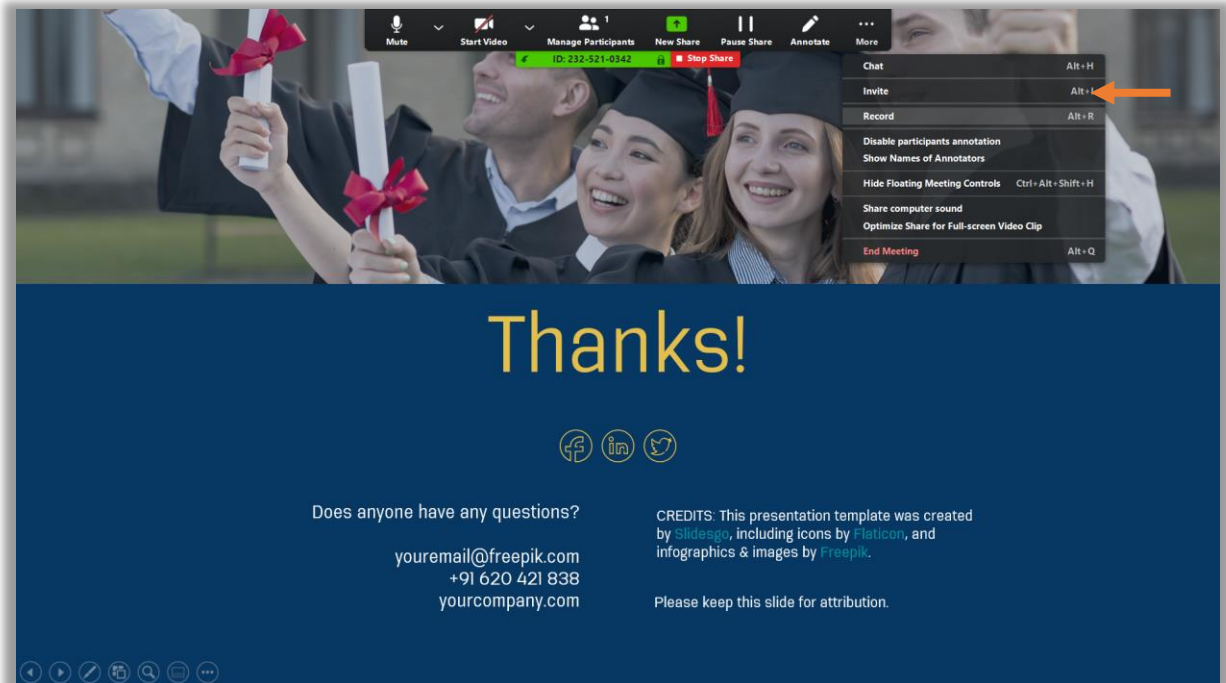 1
Mute
Start Video
Manage Participants
New Share
Pause Share
Annotate
More
ID: 232-521-0342
Stop Share
Chat Alt+H
Invite
Record Alt+R
Disable participants annotation
Show Names of Annotators
Hide Floating Meeting Controls Ctrl+Alt+Shift+H
Share computer sound
Optimize Share for Full-screen Video Clip
End Meeting Alt+Q
Thanks!
f in
Does anyone have any questions?
youremail@freepik.com
+91 620 421 838
yourcompany.com
CREDITS: This presentation template was created
by Slidesgo, including icons by Flaticon, and
infographics & images by Freepik.
Please keep this slide for attribution.